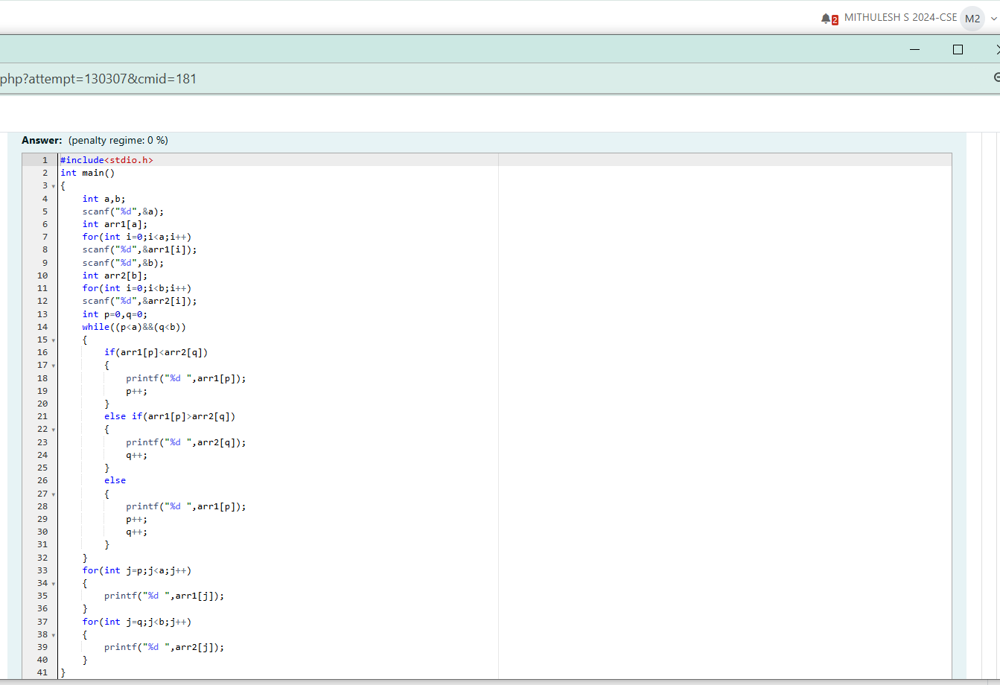 2 MITHULESH S 2024-CSE M2
php?attempt=130307&cmid=181
Answer: (penalty regime: 0 %)
1 #include<stdio.h>
2 int main()
3 {
4     int a,b;
5     scanf("%d",&a);
6     int arr1[a];
7     for(int i=0;i<a;i++)
8     scanf("%d",&arr1[i]);
9     scanf("%d",&b);
10     int arr2[b];
11     for(int i=0;i<b;i++)
12     scanf("%d",&arr2[i]);
13     int p=0,q=0;
14     while((p<a)&&(q<b))
15     {
16         if(arr1[p]<arr2[q])
17         {
18             printf("%d ",arr1[p]);
19             p++;
20         }
21         else if(arr1[p]>arr2[q])
22         {
23             printf("%d ",arr2[q]);
24             q++;
25         }
26         else
27         {
28             printf("%d ",arr1[p]);
29             p++;
30             q++;
31         }
32     }
33     for(int j=p;j<a;j++)
34     {
35         printf("%d ",arr1[j]);
36     }
37     for(int j=q;j<b;j++)
38     {
39         printf("%d ",arr2[j]);
40     }
41 }